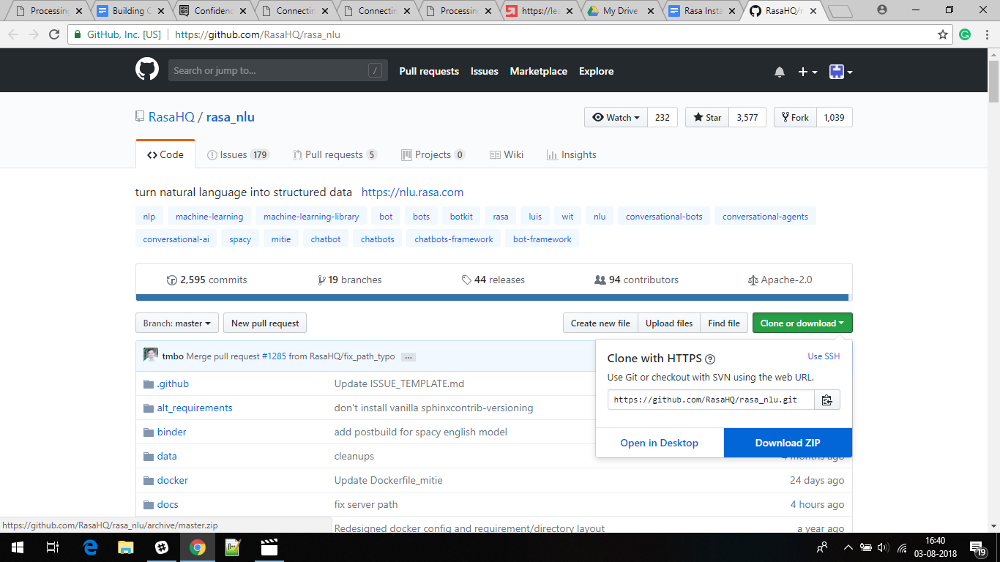 Processing
Building C
Confidenc
Connectin
Connectin
Processing
https://lea
My Drive
Rasa Insta
RasaHQ/r
GitHub, Inc. [US] https://github.com/RasaHQ/rasa_nlu
Search or jump to... / Pull requests Issues Marketplace Explore
RasaHQ / rasa_nlu Watch 232 Star 3,577 Fork 1,039
Code Issues 179 Pull requests 5 Projects 0 Wiki Insights
turn natural language into structured data https://nlu.rasa.com
nlp machine-learning machine-learning-library bot bots botkit rasa luis wit nlu conversational-bots conversational-agents
conversational-ai spacy mitie chatbot chatbots chatbots-framework bot-framework
2,595 commits 19 branches 44 releases 94 contributors Apache-2.0
Branch: master New pull request Create new file Upload files Find file Clone or download
tmbo Merge pull request #1285 from RasaHQ/fix_path_typo ...
Clone with HTTPS ? Use SSH
Use Git or checkout with SVN using the web URL.
https://github.com/RasaHQ/rasa_nlu.git
Open in Desktop Download ZIP
.github Update ISSUE_TEMPLATE.md
alt_requirements don't install vanilla sphinxcontrib-versioning
binder add postbuild for spacy english model
data cleanups 4 months ago
docker Update Dockerfile_mitie 24 days ago
docs fix server path 4 hours ago
Redesigned docker config and requirement/directory layout a year ago
https://github.com/RasaHQ/rasa_nlu/archive/master.zip
16:40
03-08-2018
19